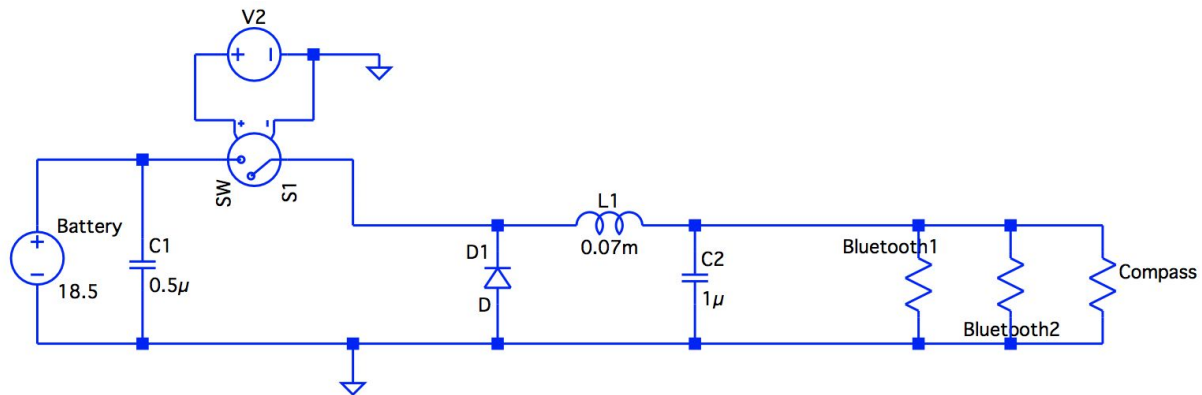 V2
+ −
+ −
SW
S1
Battery
+
−
18.5
C1
0.5µ
D1
D
L1
0.07m
C2
1µ
Bluetooth1
Bluetooth2
Compass